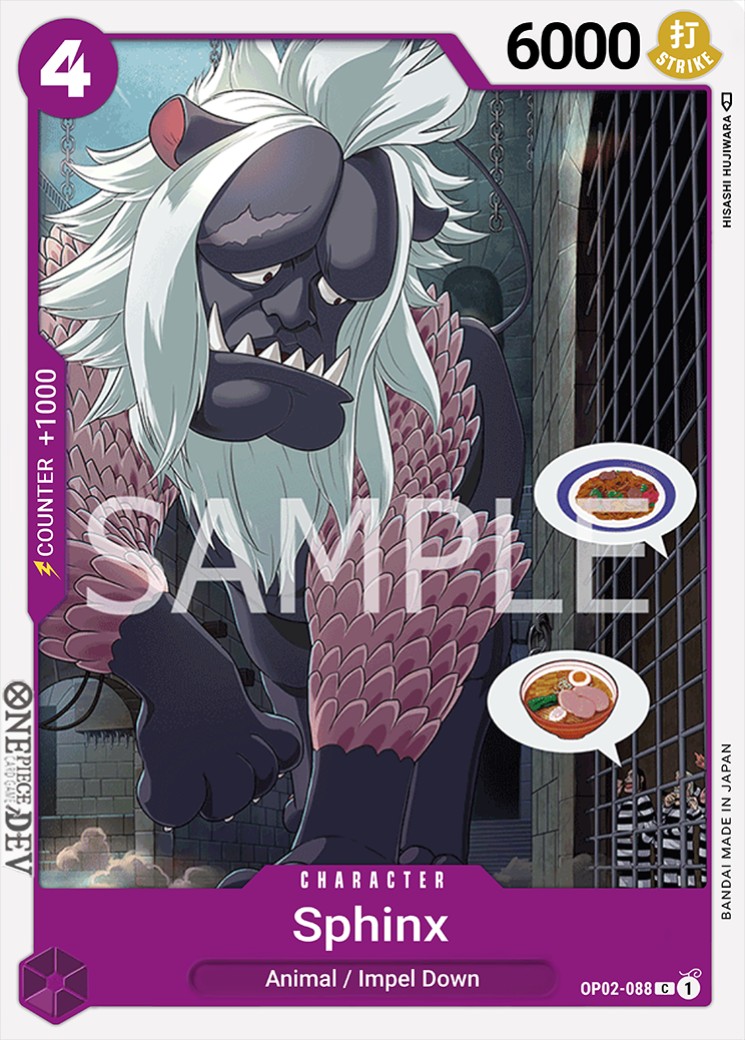 4
6000
打
STRIKE
HISASHI HUJIWARA
COUNTER +1000
SAMPLE
ONE PIECE
CARD GAME
DEV
BANDAI MADE IN JAPAN
CHARACTER
Sphinx
Animal / Impel Down
OP02-088 C 1